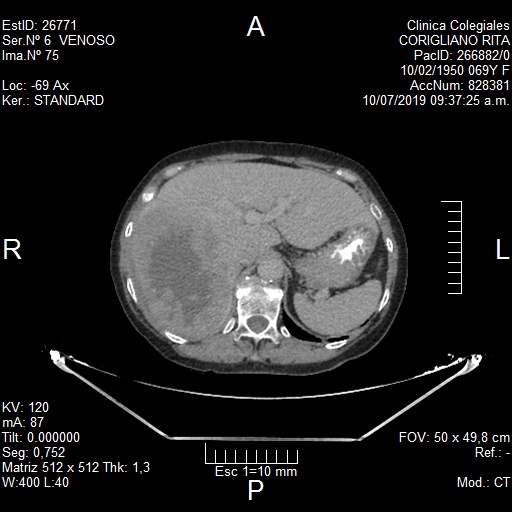 EstID: 26771
Ser.Nº 6 VENOSO
Ima.Nº 75
Loc: -69 Ax
Ker.: STANDARD
A
Clinica Colegiales
CORIGLIANO RITA
PacID: 266882/0
10/02/1950 069Y F
AccNum: 828381
10/07/2019 09:37:25 a.m.
R
L
KV: 120
mA: 87
Tilt: 0.000000
Seg: 0,752
Matriz 512 x 512 Thk: 1,3
W:400 L:40
Esc 1=10 mm
P
FOV: 50 x 49,8 cm
Ref.: -
Mod.: CT